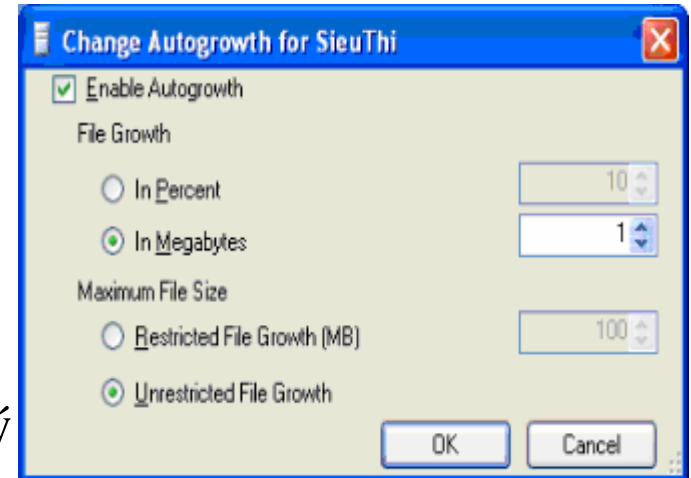 Change Autogrowth for SieuThi
Enable Autogrowth
File Growth
In Percent 10
In Megabytes 1
Maximum File Size
Restricted File Growth (MB) 100
Unrestricted File Growth
OK Cancel